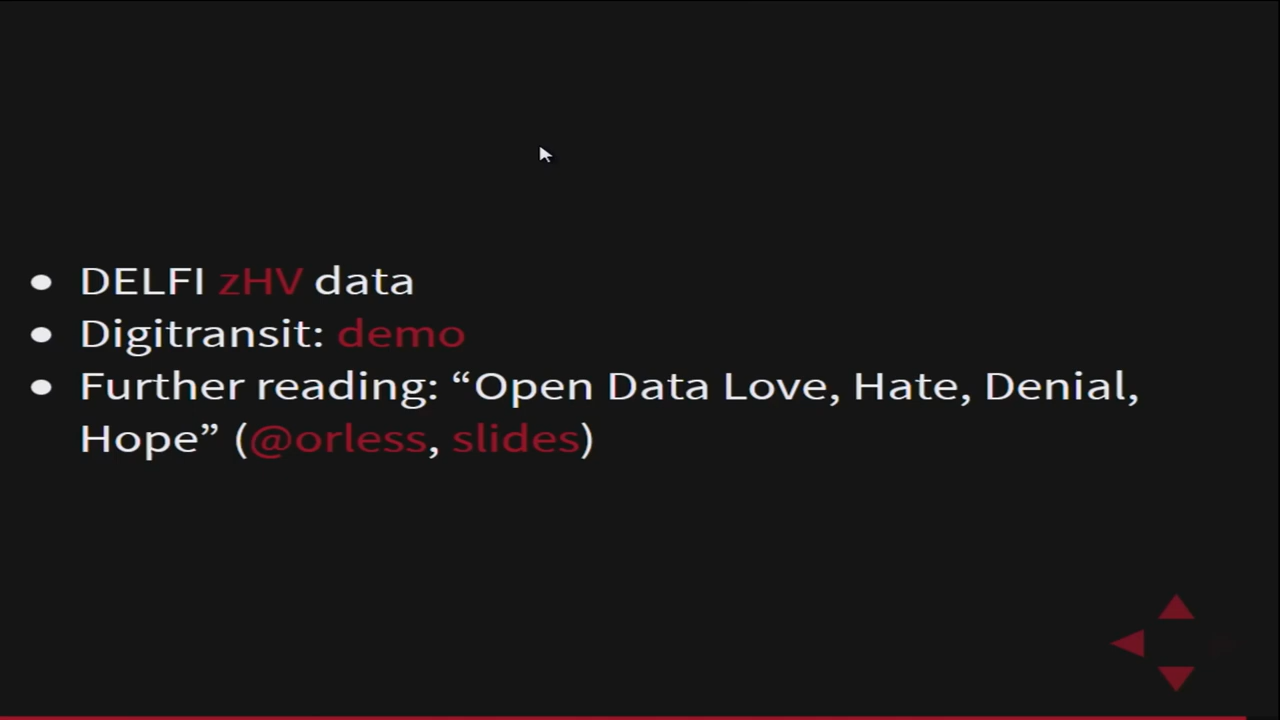 DELFI zHV data
Digitransit: demo
Further reading: “Open Data Love, Hate, Denial,
Hope” (@orless, slides)